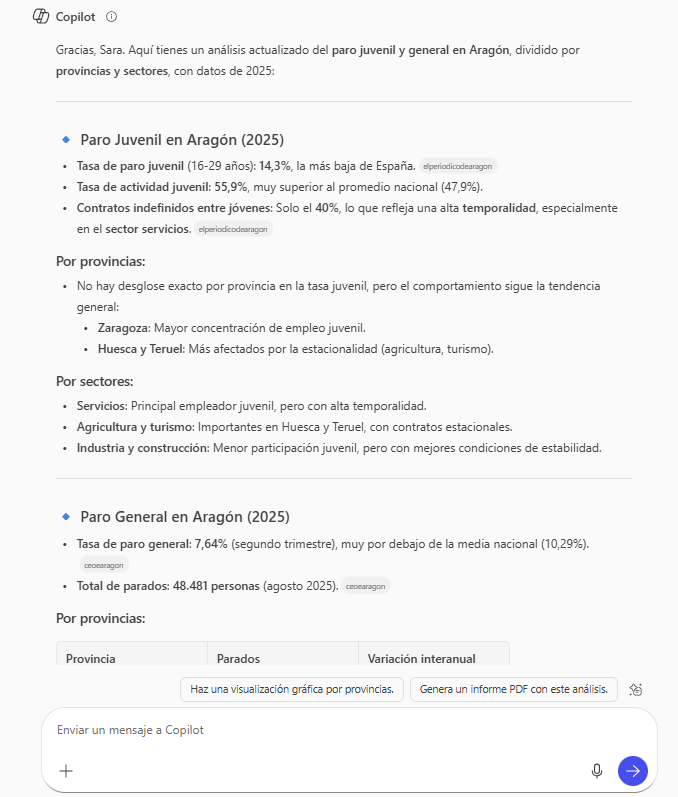 Copilot
Gracias, Sara. Aquí tienes un análisis actualizado del paro juvenil y general en Aragón, dividido por
provincias y sectores, con datos de 2025:
Paro Juvenil en Aragón (2025)
• Tasa de paro juvenil (16-29 años): 14,3%, la más baja de España. elperiodicodearagon
• Tasa de actividad juvenil: 55,9%, muy superior al promedio nacional (47,9%).
• Contratos indefinidos entre jóvenes: Solo el 40%, lo que refleja una alta temporalidad, especialmente
en el sector servicios. elperiodicodearagon
Por provincias:
• No hay desglose exacto por provincia en la tasa juvenil, pero el comportamiento sigue la tendencia
general:
• Zaragoza: Mayor concentración de empleo juvenil.
• Huesca y Teruel: Más afectados por la estacionalidad (agricultura, turismo).
Por sectores:
• Servicios: Principal empleador juvenil, pero con alta temporalidad.
• Agricultura y turismo: Importantes en Huesca y Teruel, con contratos estacionales.
• Industria y construcción: Menor participación juvenil, pero con mejores condiciones de estabilidad.
Paro General en Aragón (2025)
• Tasa de paro general: 7,64% (segundo trimestre), muy por debajo de la media nacional (10,29%).
ceoearagon
• Total de parados: 48.481 personas (agosto 2025). ceoearagon
Por provincias:
Provincia Parados Variación interanual
Haz una visualización gráfica por provincias. Genera un informe PDF con este análisis.
Enviar un mensaje a Copilot